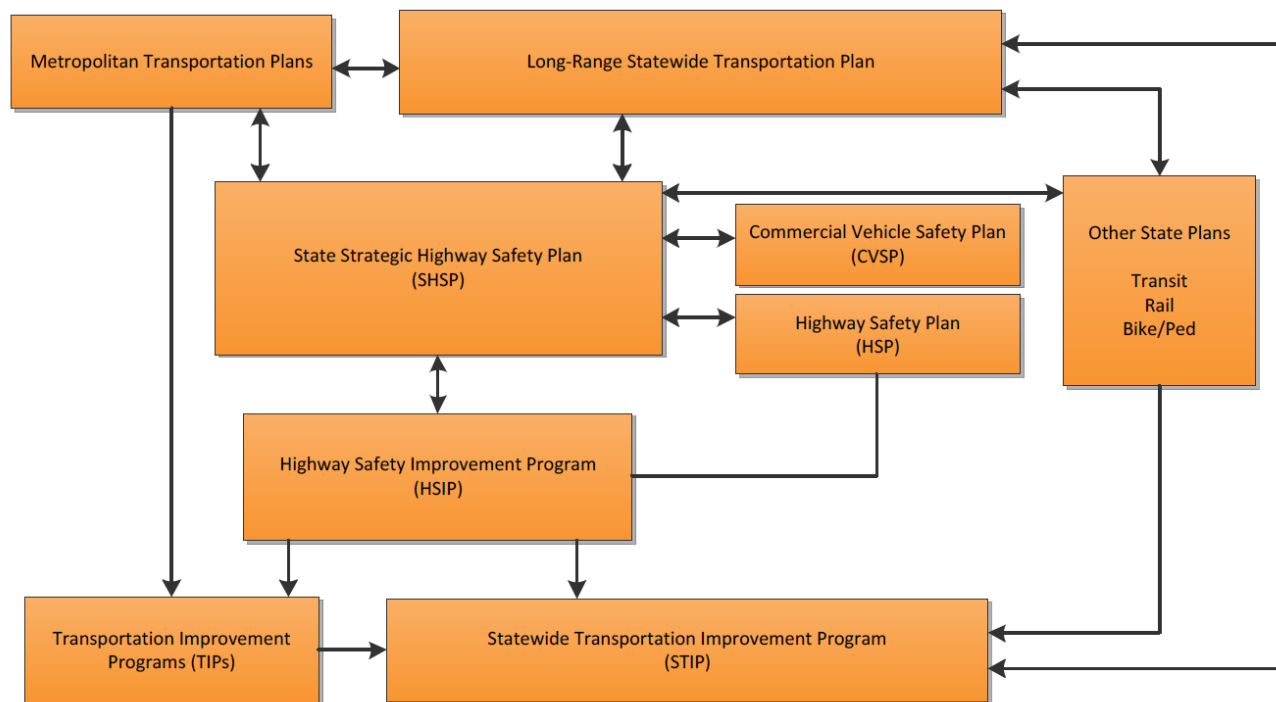 Metropolitan Transportation Plans
Long-Range Statewide Transportation Plan
State Strategic Highway Safety Plan
(SHSP)
Commercial Vehicle Safety Plan
(CVSP)
Highway Safety Plan
(HSP)
Other State Plans
Transit
Rail
Bike/Ped
Highway Safety Improvement Program
(HSIP)
Transportation Improvement
Programs (TIPs)
Statewide Transportation Improvement Program
(STIP)